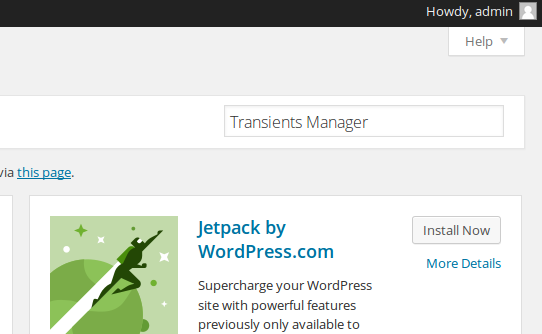 Howdy, admin
Help
Transients Manager
via this page.
Jetpack by
WordPress.com
Install Now
More Details
Supercharge your WordPress
site with powerful features
previously only available to